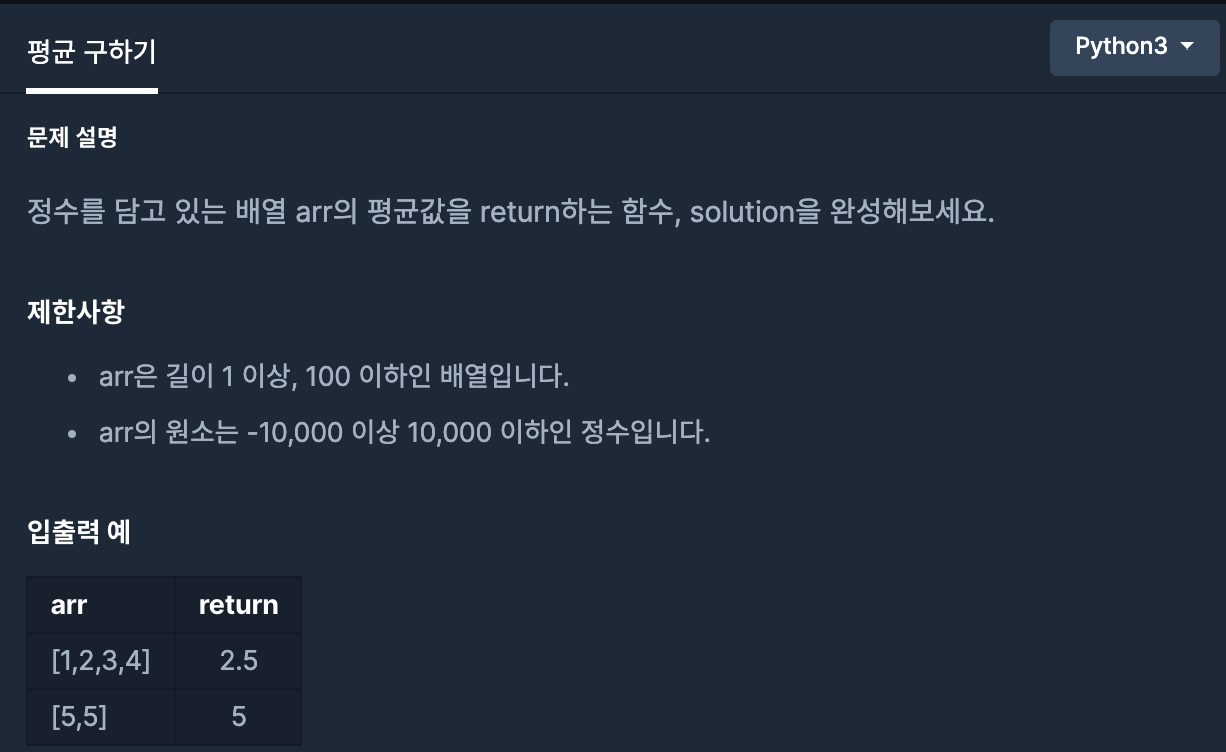 평균 구하기
Python3
문제 설명
정수를 담고 있는 배열 arr의 평균값을 return하는 함수, solution을 완성해보세요.
제한사항
• arr은 길이 1 이상, 100 이하인 배열입니다.
• arr의 원소는 -10,000 이상 10,000 이하인 정수입니다.
입출력 예
arr return
[1,2,3,4] 2.5
[5,5] 5